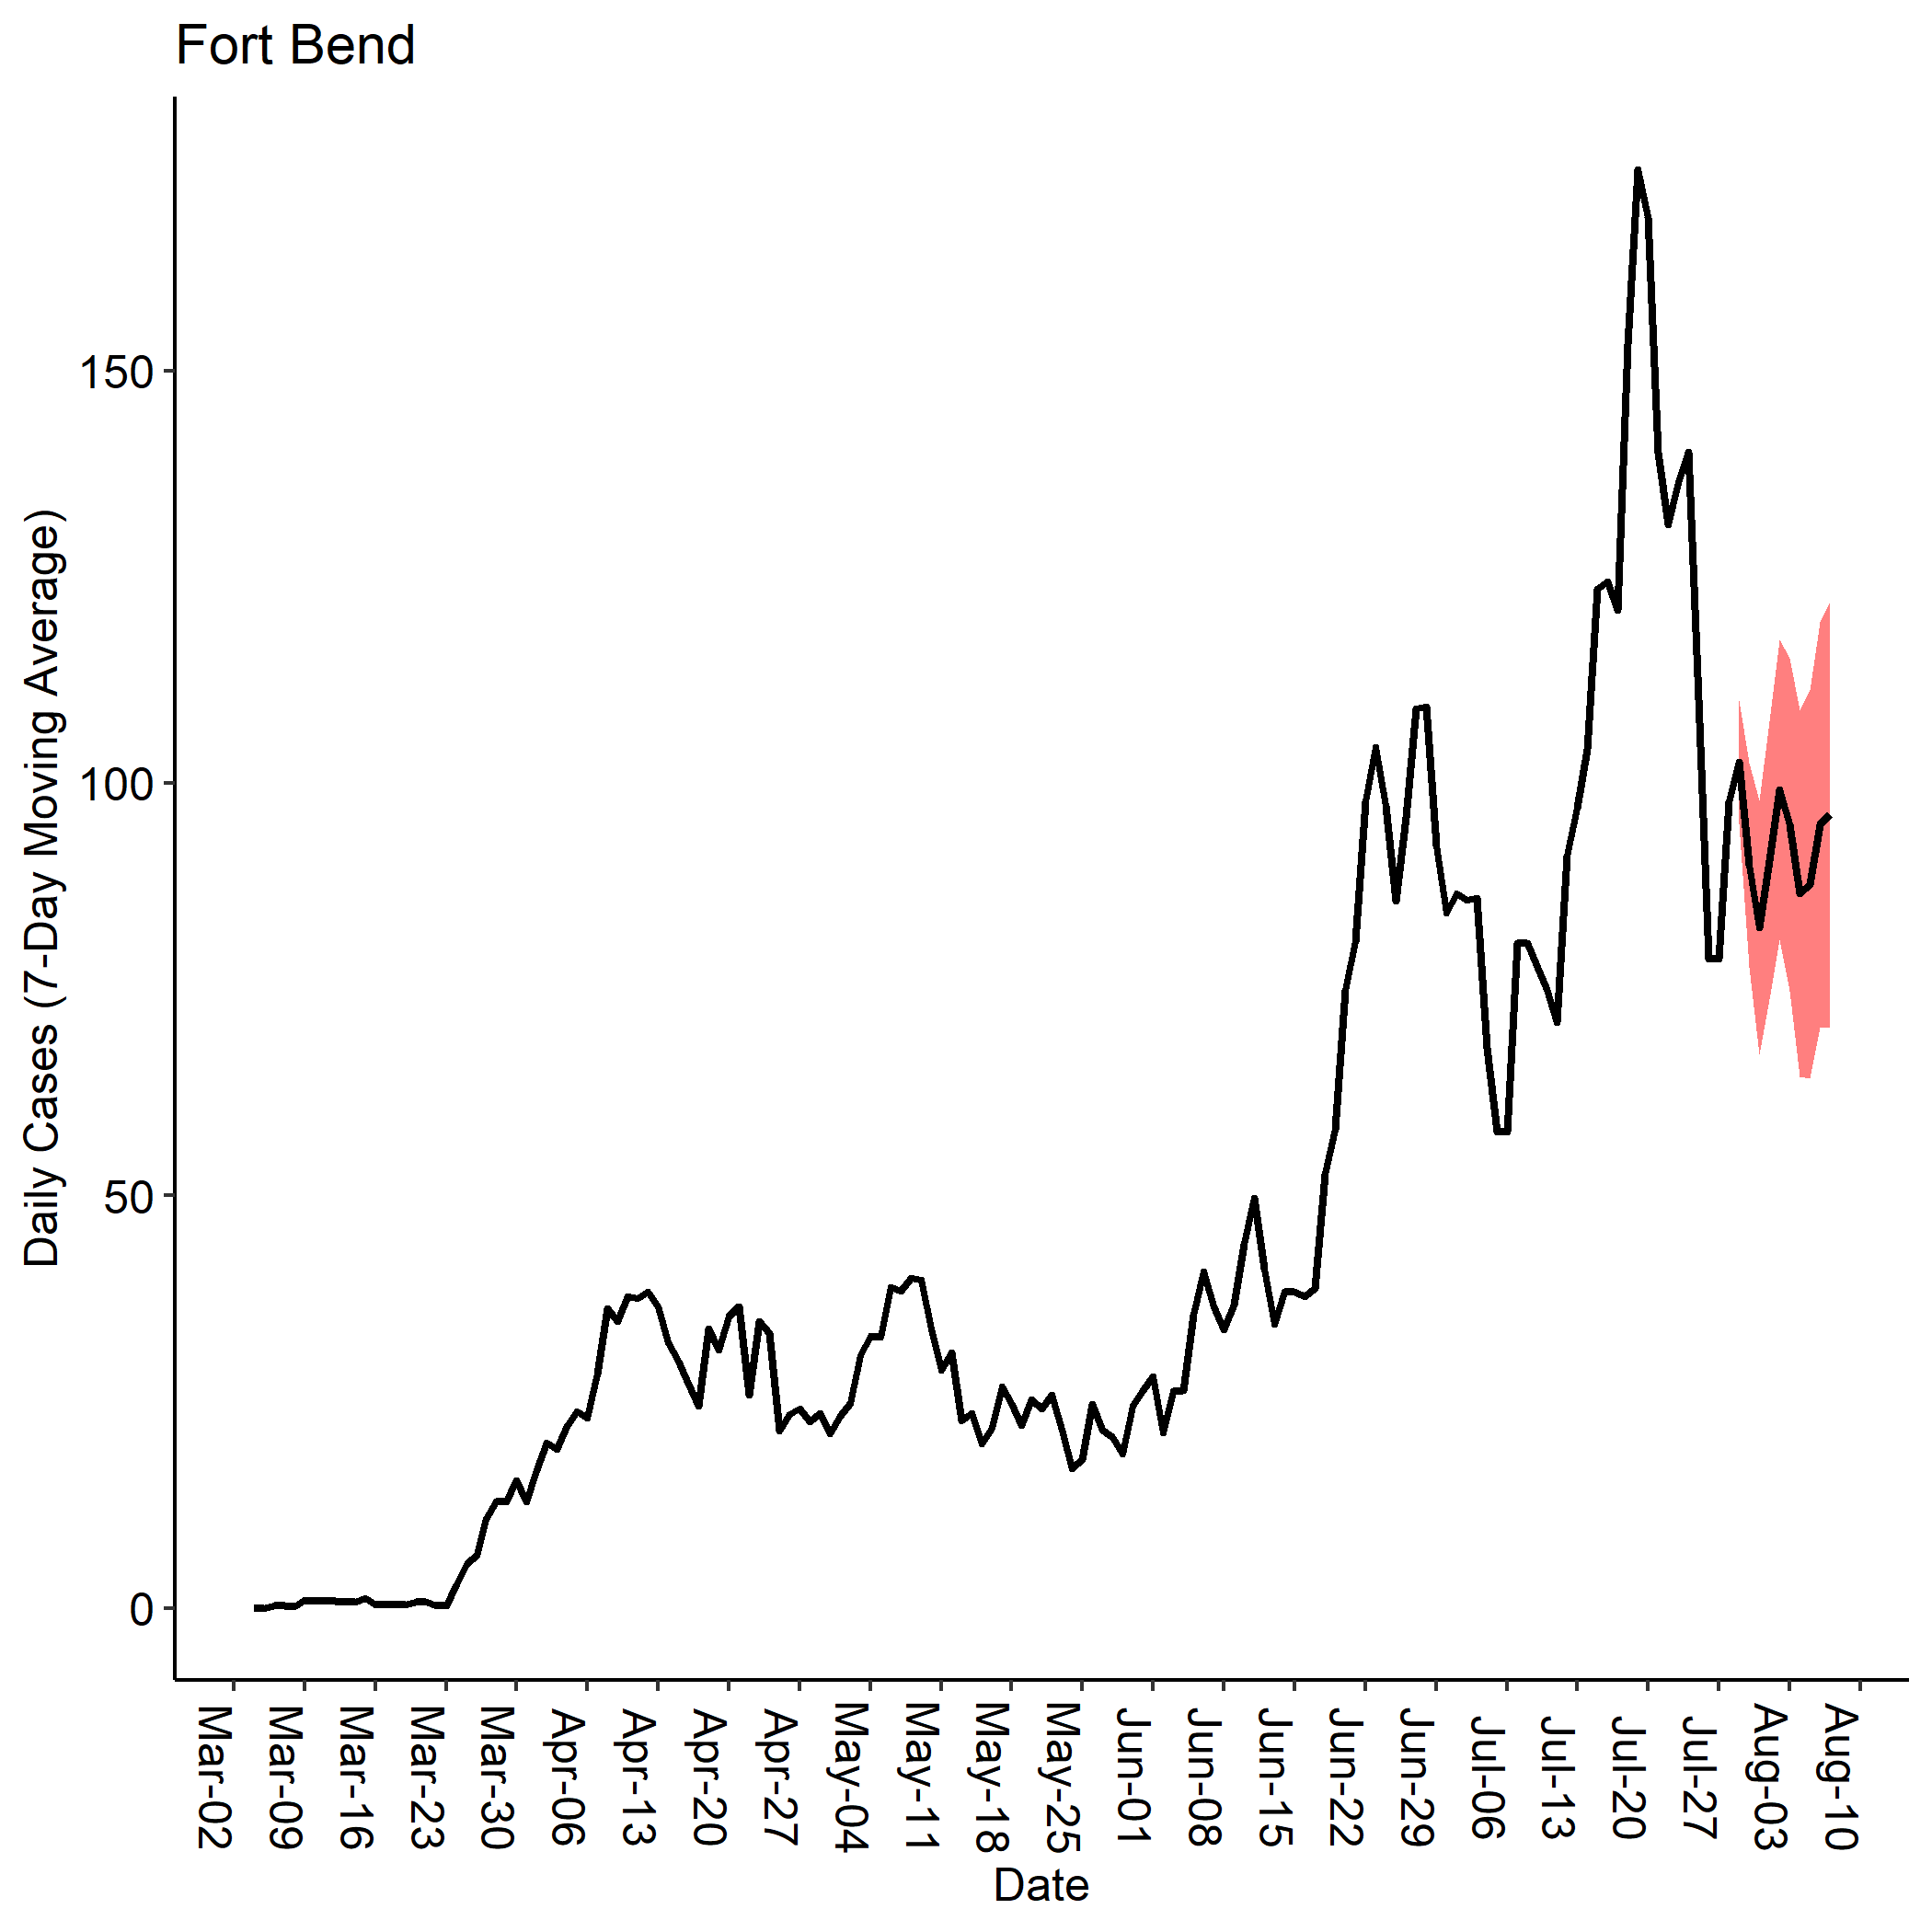 Fort Bend
Daily Cases (7-Day Moving Average)
150
100
50
0
Mar-02
Mar-09
Mar-16
Mar-23
Mar-30
Apr-06
Apr-13
Apr-20
Apr-27
May-04
May-11
May-18
May-25
Jun-01
Jun-08
Jun-15
Jun-22
Jun-29
Jul-06
Jul-13
Jul-20
Jul-27
Aug-03
Aug-10
Date